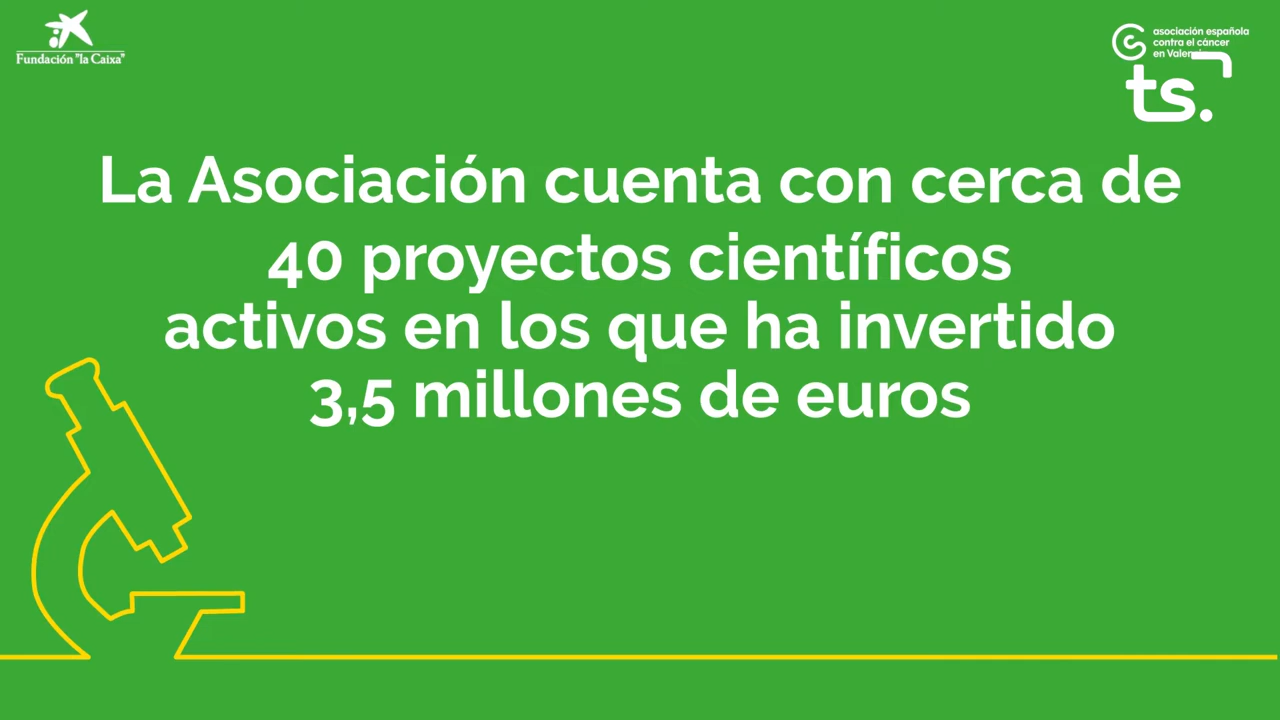 Fundación "la Caixa"
asociación española
contra el cáncer
en
ts.
La Asociación cuenta con cerca de
40 proyectos científicos
activos en los que ha invertido
3,5 millones de euros